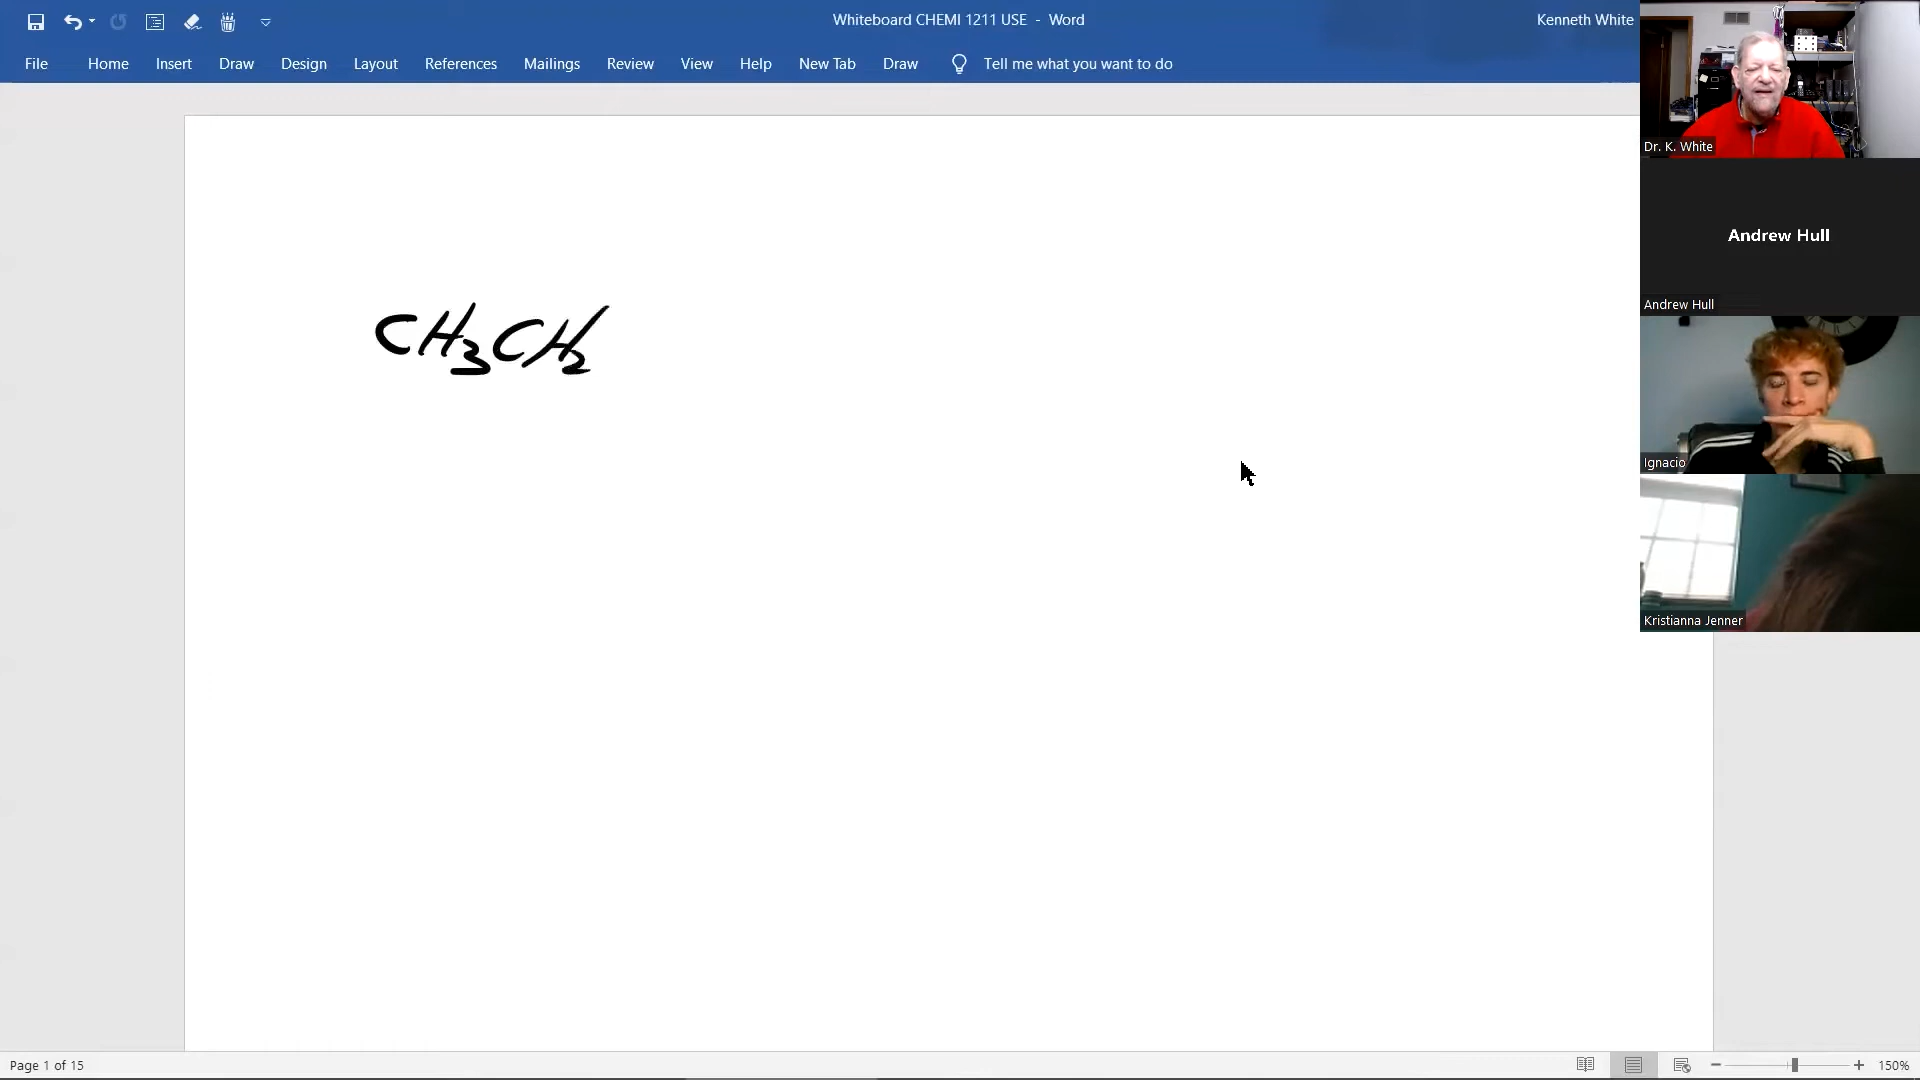 Whiteboard CHEMI 1211 USE - Word
Kenneth White
File Home Insert Draw Design Layout References Mailings Review View Help New Tab Draw Tell me what you want to do
Dr. K. White
Andrew Hull
Andrew Hull
CH₃CH₂
Ignacio
Kristianna Jenner
Page 1 of 15
150%